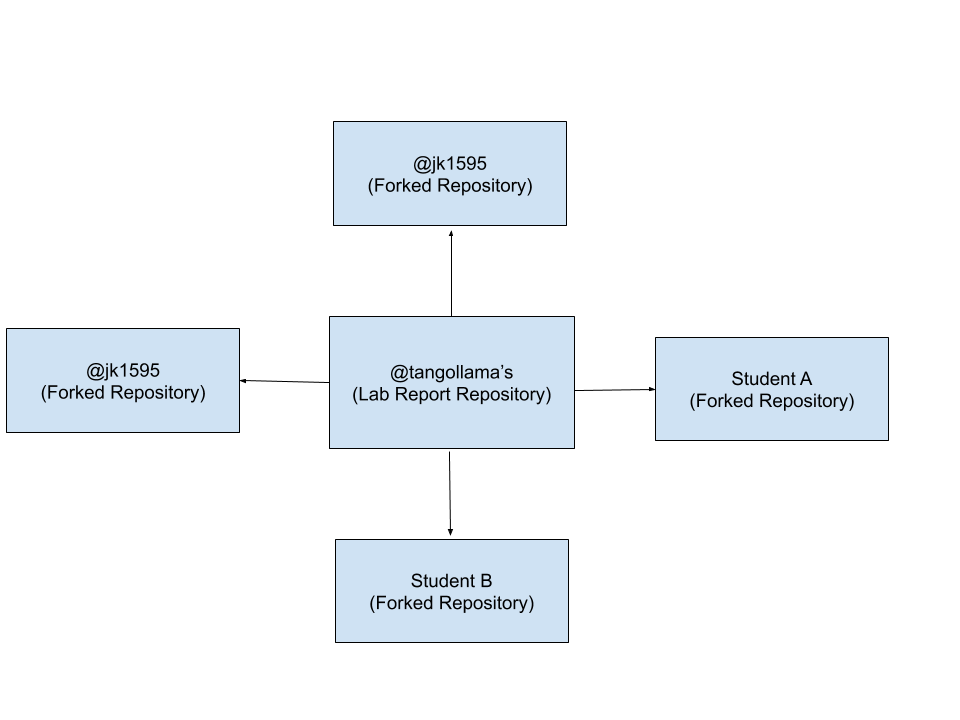 @jk1595
(Forked Repository)
@jk1595
(Forked Repository)
@tangollama’s
(Lab Report Repository)
Student A
(Forked Repository)
Student B
(Forked Repository)